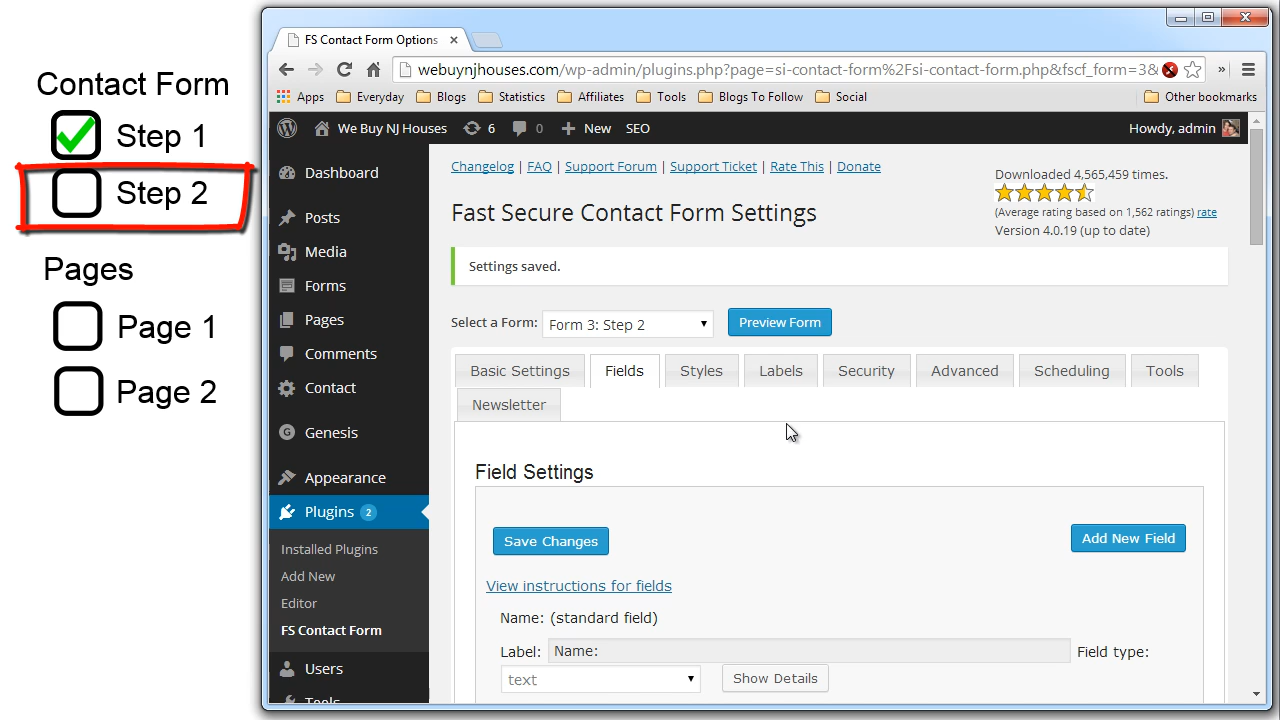 Contact Form
Step 1
Step 2
Pages
Page 1
Page 2
FS Contact Form Options
webuynjhouses.com/wp-admin/plugins.php?page=si-contact-form%2Fsi-contact-form.php&fscf_form=3&
Apps Everyday Blogs Statistics Affiliates Tools Blogs To Follow Social Other bookmarks
We Buy NJ Houses 6 0 New SEO Howdy, admin
Dashboard
Posts
Media
Forms
Pages
Comments
Contact
Genesis
Appearance
Plugins 2
Installed Plugins
Add New
Editor
FS Contact Form
Users
Tools
Changelog | FAQ | Support Forum | Support Ticket | Rate This | Donate
Downloaded 4,565,459 times.
(Average rating based on 1,562 ratings) rate
Version 4.0.19 (up to date)
Fast Secure Contact Form Settings
Settings saved.
Select a Form: Form 3: Step 2 Preview Form
Basic Settings Fields Styles Labels Security Advanced Scheduling Tools
Newsletter
Field Settings
Save Changes Add New Field
View instructions for fields
Name: (standard field)
Label: Name: Field type:
text Show Details